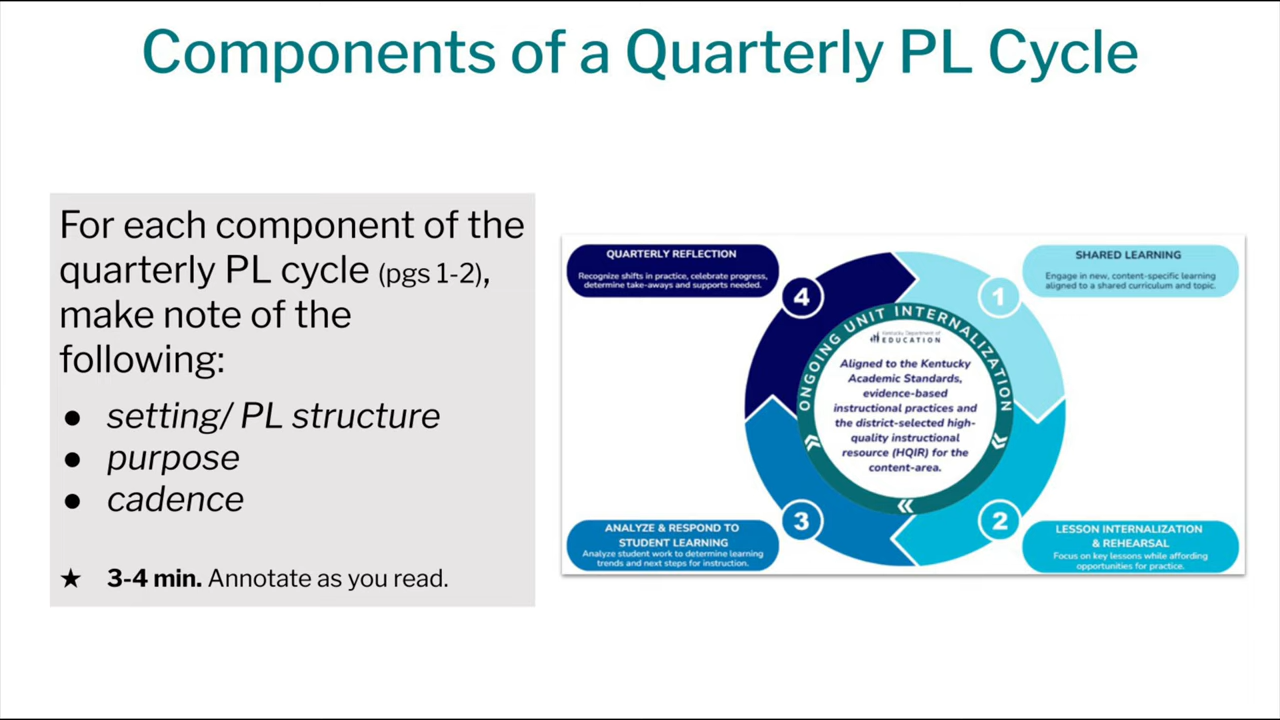 Components of a Quarterly PL Cycle
For each component of the
quarterly PL cycle (pgs 1-2),
make note of the
following:
● setting/ PL structure
● purpose
● cadence
★ 3-4 min. Annotate as you read.
QUARTERLY REFLECTION
Recognize shifts in practice, celebrate progress,
determine take-aways and supports needed.
4
SHARED LEARNING
Engage in new, content-specific learning
aligned to a shared curriculum and topic.
1
ONGOING UNIT INTERNALIZATION
Kentucky Department of
EDUCATION
Aligned to the Kentucky
Academic Standards,
evidence-based
instructional practices and
the district-selected high-
quality instructional
resource (HQIR) for the
content-area.
3
ANALYZE & RESPOND TO
STUDENT LEARNING
Analyze student work to determine learning
trends and next steps for instruction.
2
LESSON INTERNALIZATION
& REHEARSAL
Focus on key lessons while affording
opportunities for practice.